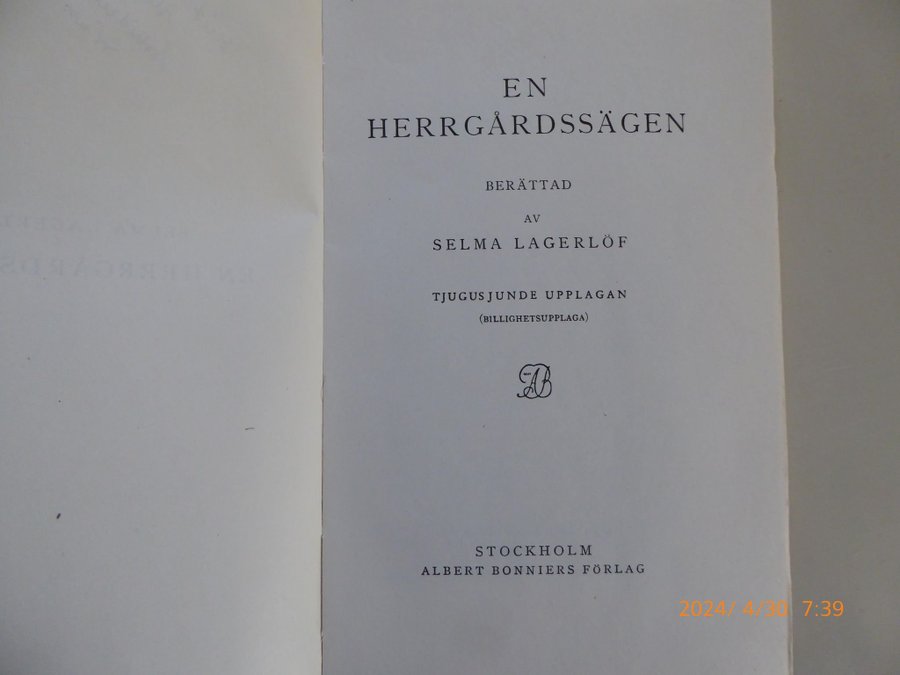 EN
HERRGÅRDSSÄGEN
BERÄTTAD
AV
SELMA LAGERLÖF
TJUGUSJUNDE UPPLAGAN
(BILLIGHETSUPPLAGA)
AB
STOCKHOLM
ALBERT BONNIERS FÖRLAG
2024/ 4/30 7:39